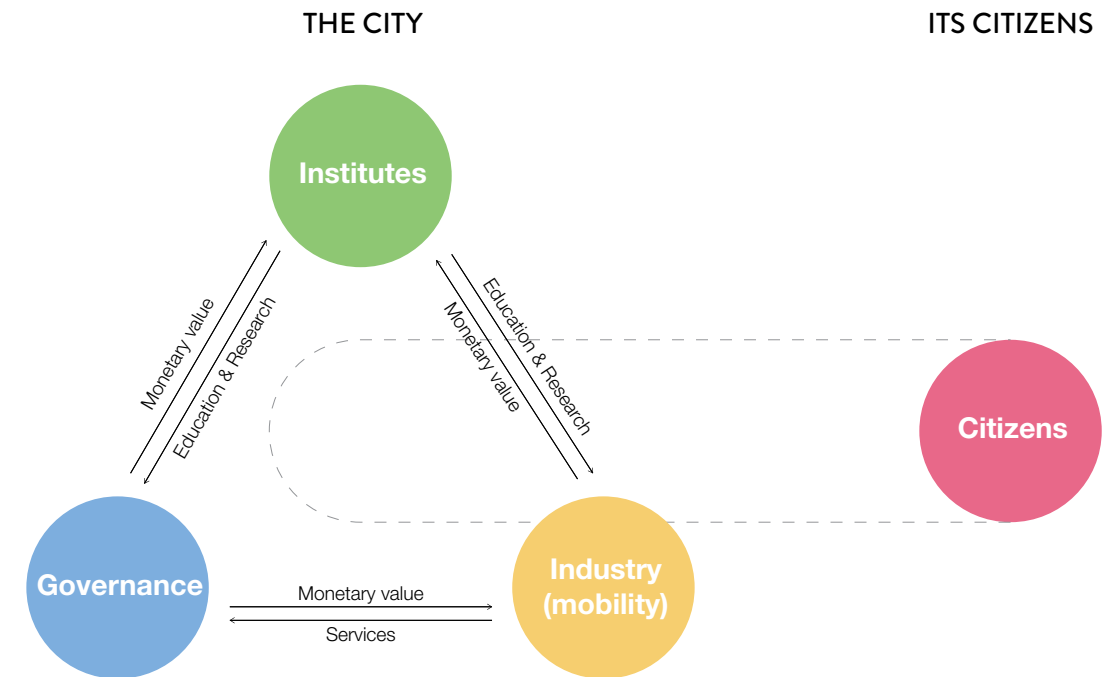 THE CITY
ITS CITIZENS
Institutes
Monetary value
Education & Research
Education & Research
Monetary value
Citizens
Governance
Monetary value
Services
Industry
(mobility)